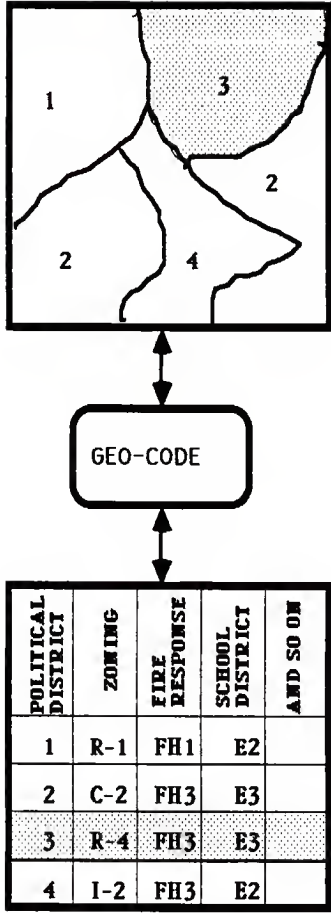 1
3
2
2
4
GEO-CODE
POLITICAL
DISTRICT
ZONING
FIRE
RESPONSE
SCHOOL
DISTRICT
AND SO ON
1 R-1 FH1 E2
2 C-2 FH3 E3
3 R-4 FH3 E3
4 I-2 FH3 E2